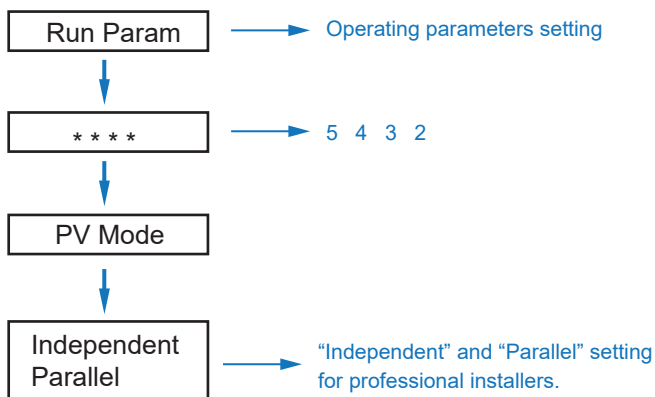 Run Param
Operating parameters setting
* * * *
5 4 3 2
PV Mode
Independent
Parallel
“Independent” and “Parallel” setting
for professional installers.